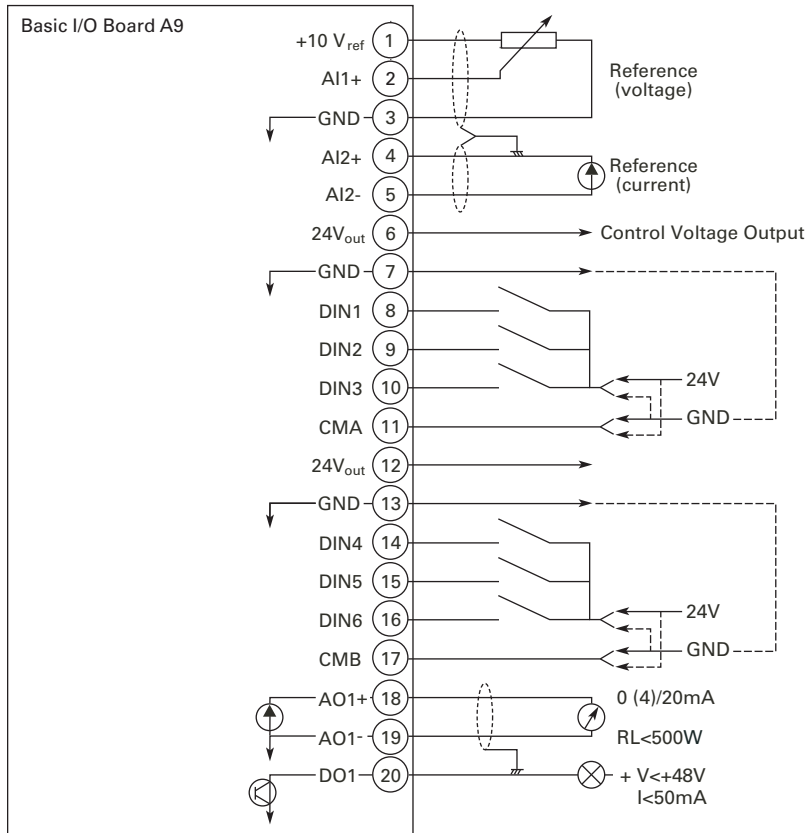 Basic I/O Board A9
+10 Vref 1
AI1+ 2
Reference
(voltage)
GND 3
AI2+ 4
AI2- 5
Reference
(current)
24Vout 6 Control Voltage Output
GND 7
DIN1 8
DIN2 9
DIN3 10
24V
CMA 11
GND
24Vout 12
GND 13
DIN4 14
DIN5 15
DIN6 16
24V
CMB 17
GND
AO1+ 18 0 (4)/20mA
AO1- 19 RL<500W
DO1 20 + V<+48V
I<50mA